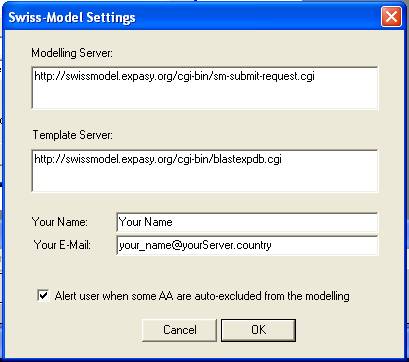 Swiss-Model Settings
Modelling Server:
http://swissmodel.expasy.org/cgi-bin/sm-submit-request.cgi
Template Server:
http://swissmodel.expasy.org/cgi-bin/blastexpdb.cgi
Your Name: Your Name
Your E-Mail: your_name@yourServer.country
Alert user when some AA are auto-excluded from the modelling
Cancel OK